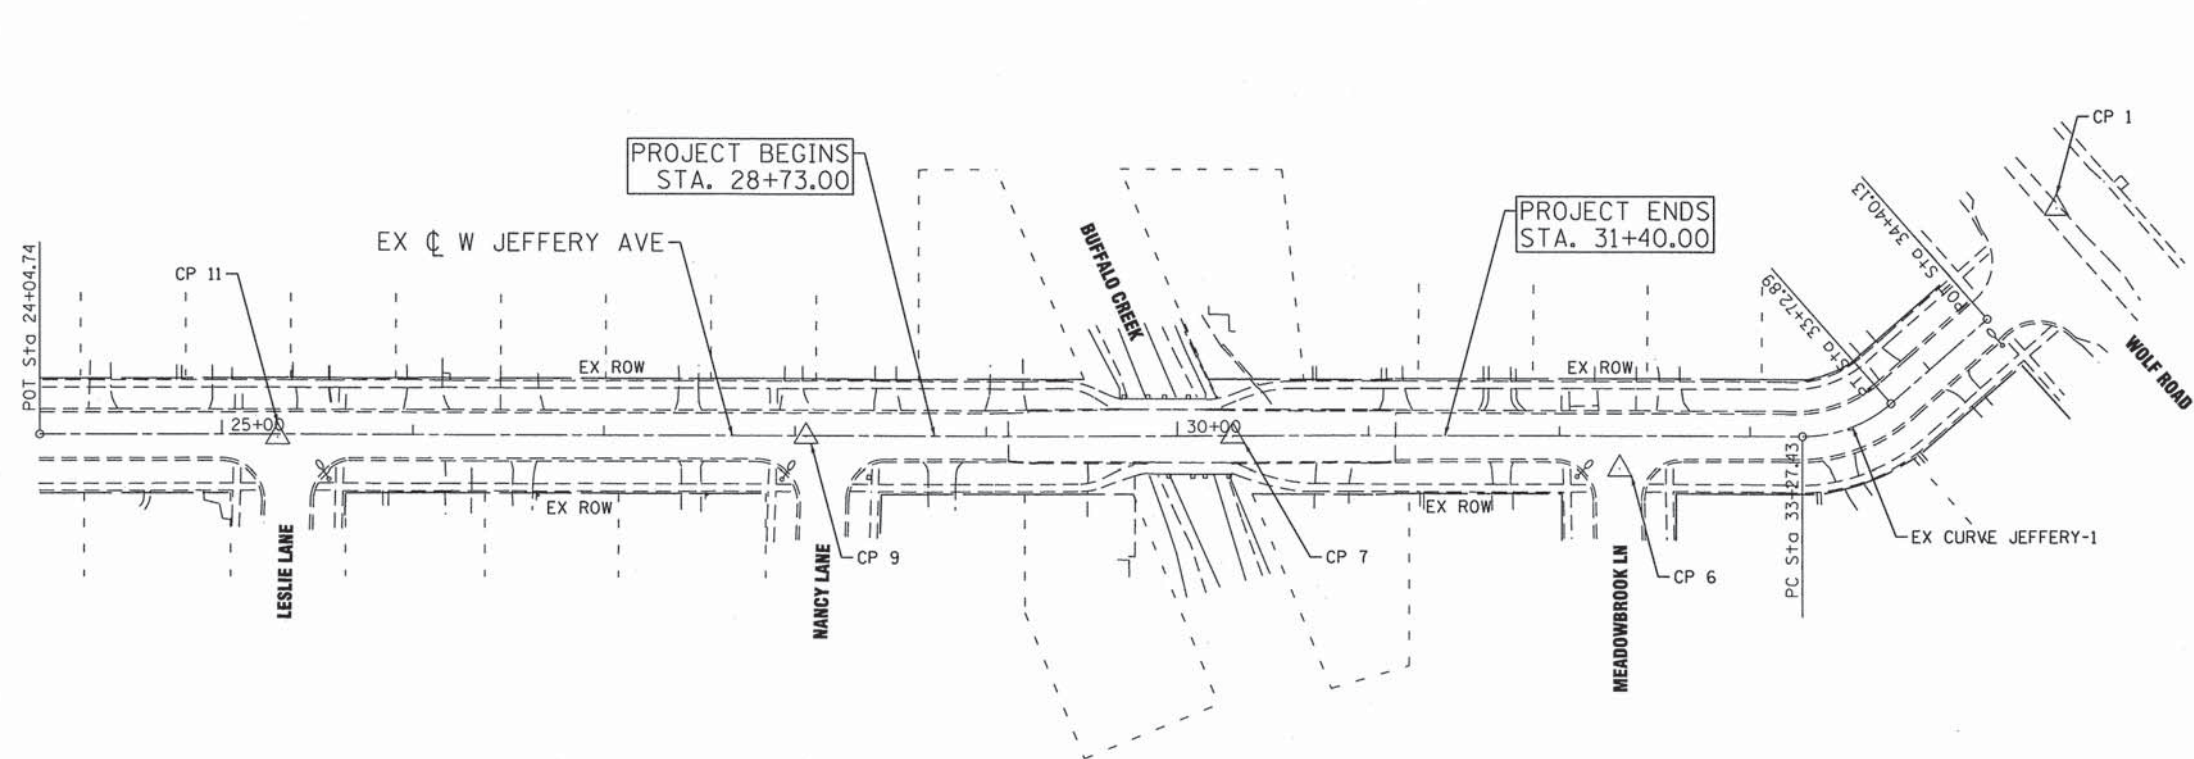 CP 1
PROJECT BEGINS
STA. 28+73.00
PROJECT ENDS
STA. 31+40.00
EX ℄ W JEFFERY AVE
CP 11
BUFFALO CREEK
POT Sta 24+04.74
POT Sta 34+40.13
Sta 33+72.89
WOLF ROAD
EX ROW
EX ROW
25+00
30+00
EX ROW
EX ROW
PC Sta 33+27.43
EX CURVE JEFFERY-1
CP 9
CP 7
CP 6
LESLIE LANE
NANCY LANE
MEADOWBROOK LN